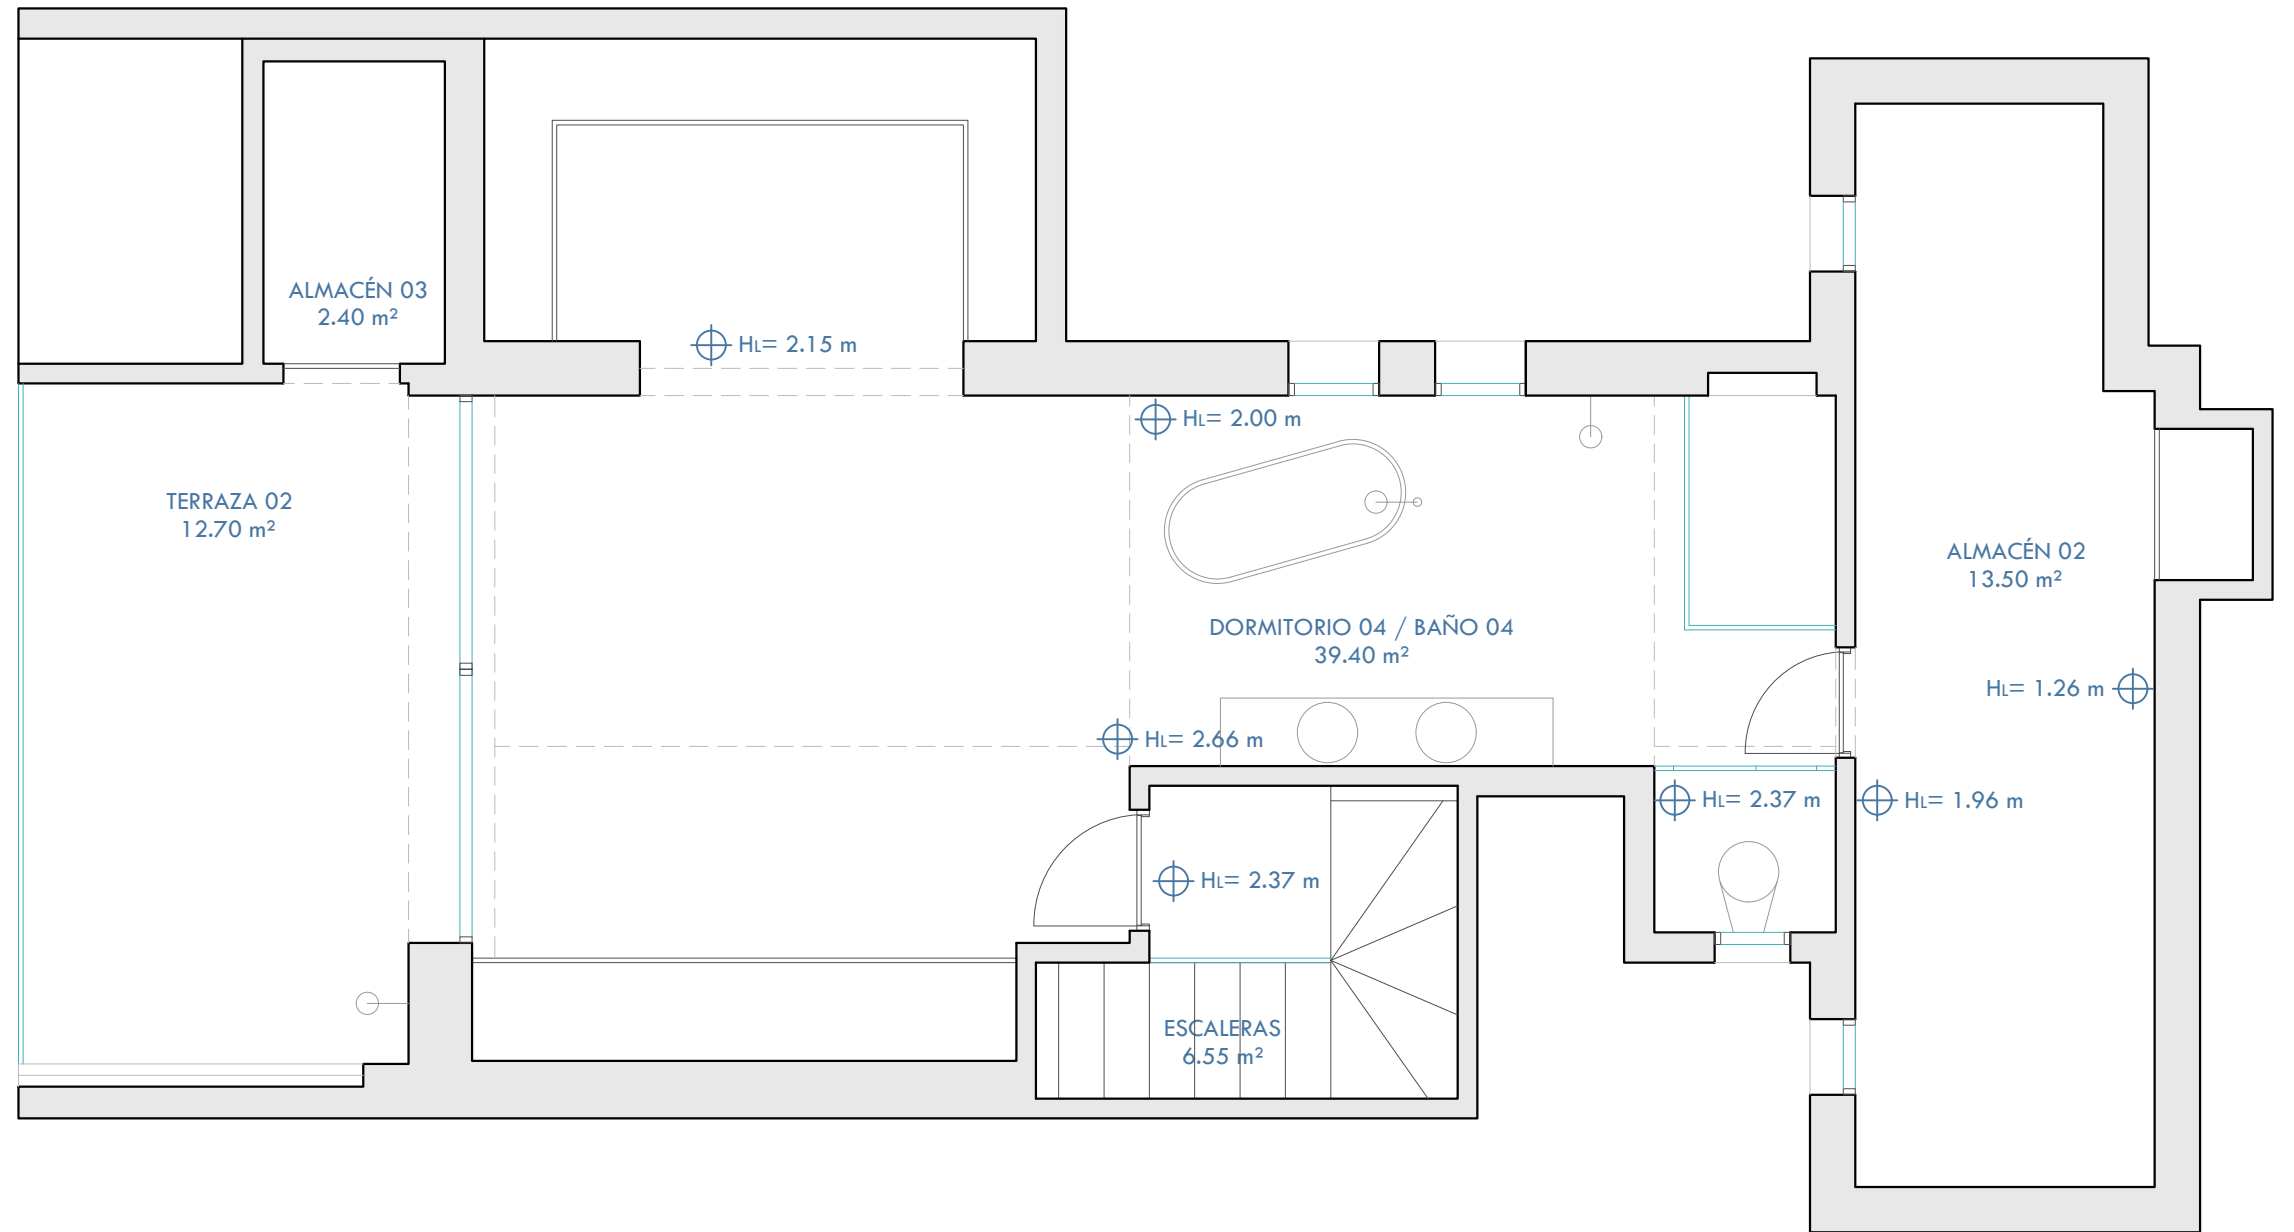 ALMACÉN 03
2.40 m²
HL= 2.15 m
HL= 2.00 m
TERRAZA 02
12.70 m²
ALMACÉN 02
13.50 m²
DORMITORIO 04 / BAÑO 04
39.40 m²
HL= 1.26 m
HL= 2.66 m
HL= 2.37 m
HL= 1.96 m
HL= 2.37 m
ESCALERAS
6.55 m²